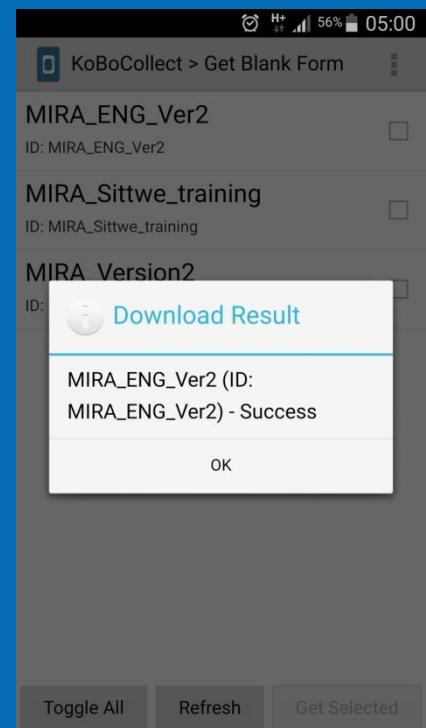 H+ 56% 05:00
KoBoCollect > Get Blank Form
MIRA_ENG_Ver2
ID: MIRA_ENG_Ver2
MIRA_Sittwe_training
ID: MIRA_Sittwe_training
MIRA_Version2
ID:
Download Result
MIRA_ENG_Ver2 (ID:
MIRA_ENG_Ver2) - Success
OK
Toggle All Refresh Get Selected